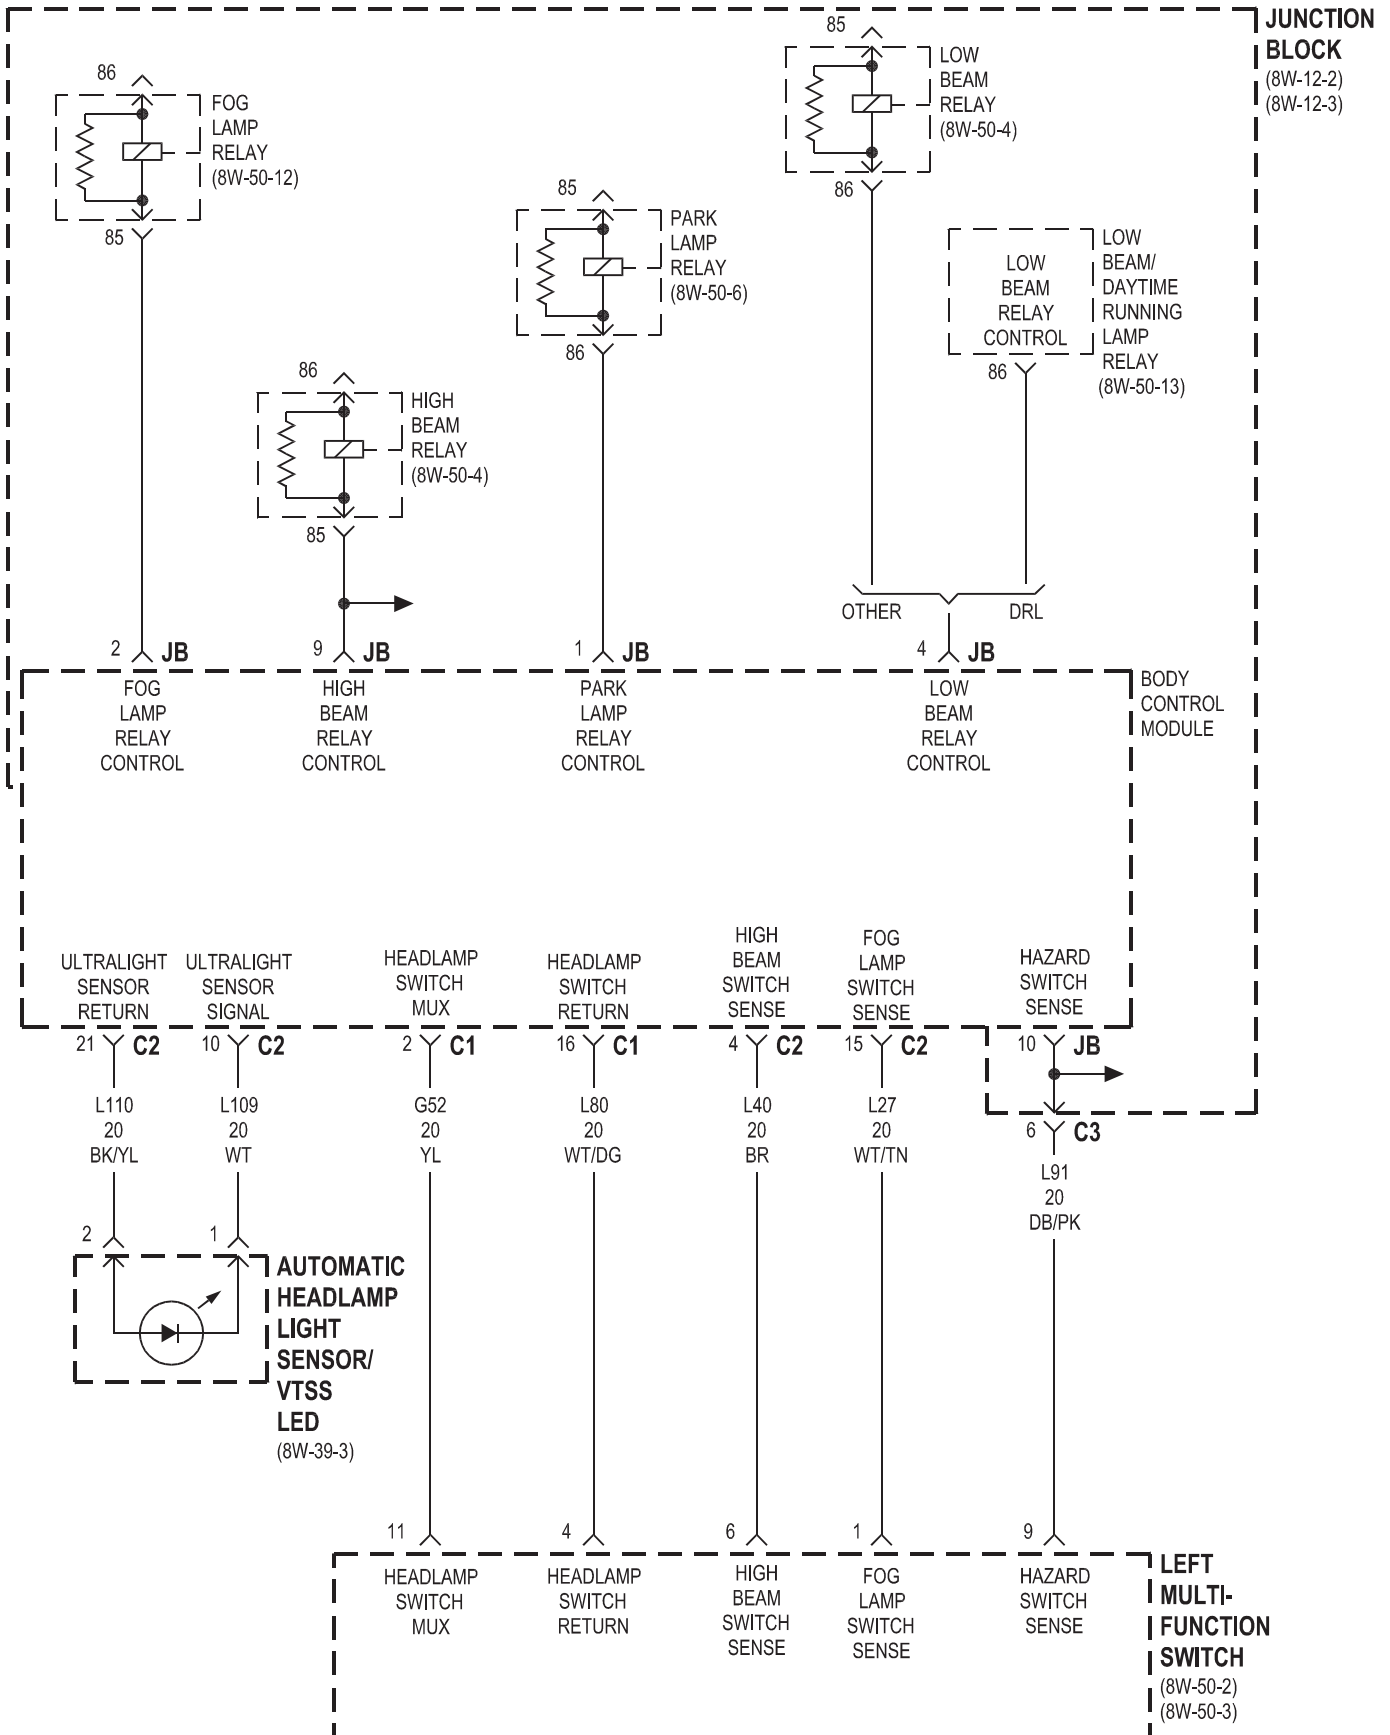 JUNCTION
BLOCK
(8W-12-2)
(8W-12-3)
85
LOW
BEAM
RELAY
(8W-50-4)
86
86
FOG
LAMP
RELAY
(8W-50-12)
85
85
PARK
LAMP
RELAY
(8W-50-6)
86
LOW
BEAM
RELAY
CONTROL
LOW
BEAM/
DAYTIME
RUNNING
LAMP
RELAY
(8W-50-13)
86
86
HIGH
BEAM
RELAY
(8W-50-4)
85
OTHER
DRL
2 JB
9 JB
1 JB
4 JB
FOG
LAMP
RELAY
CONTROL
HIGH
BEAM
RELAY
CONTROL
PARK
LAMP
RELAY
CONTROL
LOW
BEAM
RELAY
CONTROL
BODY
CONTROL
MODULE
ULTRALIGHT
SENSOR
RETURN
ULTRALIGHT
SENSOR
SIGNAL
HEADLAMP
SWITCH
MUX
HEADLAMP
SWITCH
RETURN
HIGH
BEAM
SWITCH
SENSE
FOG
LAMP
SWITCH
SENSE
HAZARD
SWITCH
SENSE
21 C2
10 C2
2 C1
16 C1
4 C2
15 C2
10 JB
6 C3
L110
20
BK/YL
L109
20
WT
G52
20
YL
L80
20
WT/DG
L40
20
BR
L27
20
WT/TN
L91
20
DB/PK
2
1
AUTOMATIC
HEADLAMP
LIGHT
SENSOR/
VTSS
LED
(8W-39-3)
11
4
6
1
9
HEADLAMP
SWITCH
MUX
HEADLAMP
SWITCH
RETURN
HIGH
BEAM
SWITCH
SENSE
FOG
LAMP
SWITCH
SENSE
HAZARD
SWITCH
SENSE
LEFT
MULTI-
FUNCTION
SWITCH
(8W-50-2)
(8W-50-3)